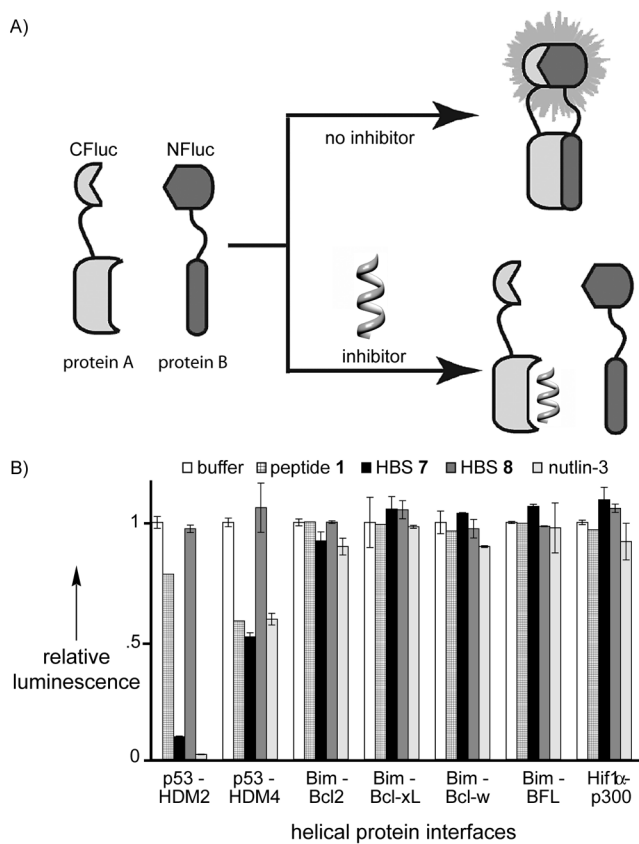 A)
CFluc NFluc
no inhibitor
inhibitor
protein A protein B
B)
buffer peptide 1 HBS 7 HBS 8 nutlin-3
1
.5
0
relative
luminescence
p53 - HDM2
p53 - HDM4
Bim - Bcl2
Bim - Bcl-xL
Bim - Bcl-w
Bim - BFL
Hif1α- p300
helical protein interfaces